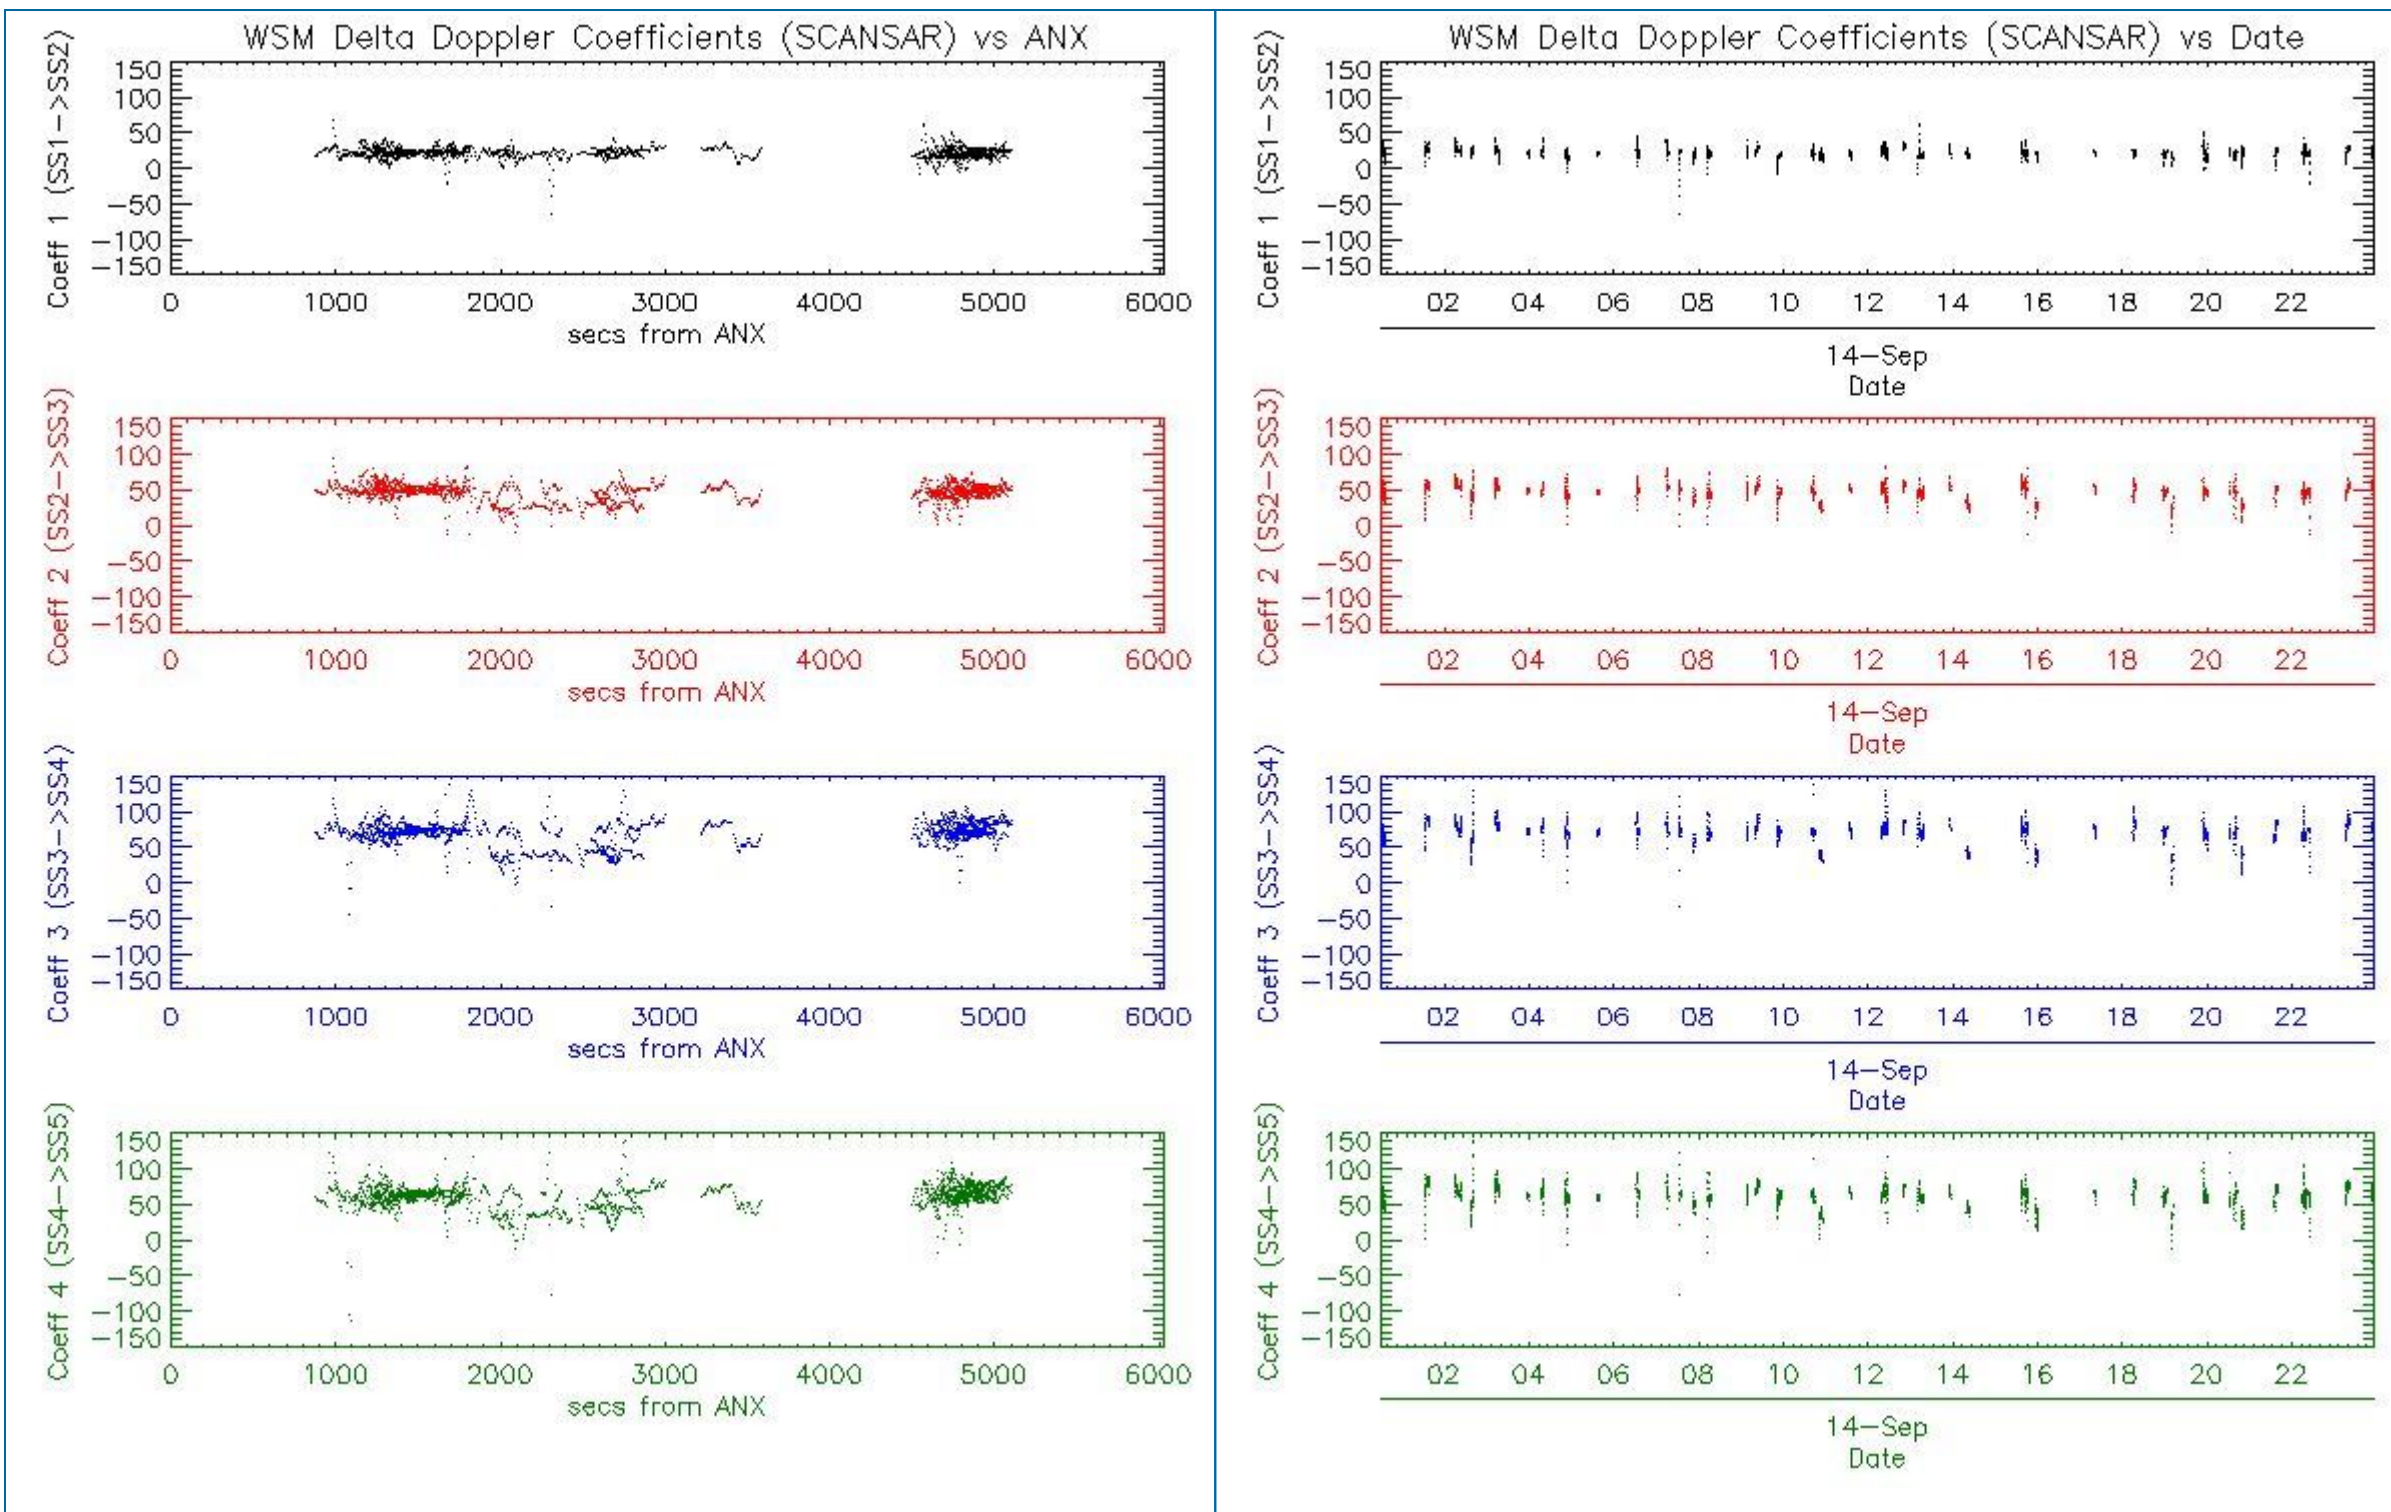 WSM Delta Doppler Coefficients (SCANSAR) vs ANX
Coeff 1 (SS1->SS2)
150
100
50
0
-50
-100
-150
0 1000 2000 3000 4000 5000 6000
secs from ANX
Coeff 2 (SS2->SS3)
150
100
50
0
-50
-100
-150
0 1000 2000 3000 4000 5000 6000
secs from ANX
Coeff 3 (SS3->SS4)
150
100
50
0
-50
-100
-150
0 1000 2000 3000 4000 5000 6000
secs from ANX
Coeff 4 (SS4->SS5)
150
100
50
0
-50
-100
-150
0 1000 2000 3000 4000 5000 6000
secs from ANX
WSM Delta Doppler Coefficients (SCANSAR) vs Date
Coeff 1 (SS1->SS2)
150
100
50
0
-50
-100
-150
02 04 06 08 10 12 14 16 18 20 22
14-Sep
Date
Coeff 2 (SS2->SS3)
150
100
50
0
-50
-100
-150
02 04 06 08 10 12 14 16 18 20 22
14-Sep
Date
Coeff 3 (SS3->SS4)
150
100
50
0
-50
-100
-150
02 04 06 08 10 12 14 16 18 20 22
14-Sep
Date
Coeff 4 (SS4->SS5)
150
100
50
0
-50
-100
-150
02 04 06 08 10 12 14 16 18 20 22
14-Sep
Date